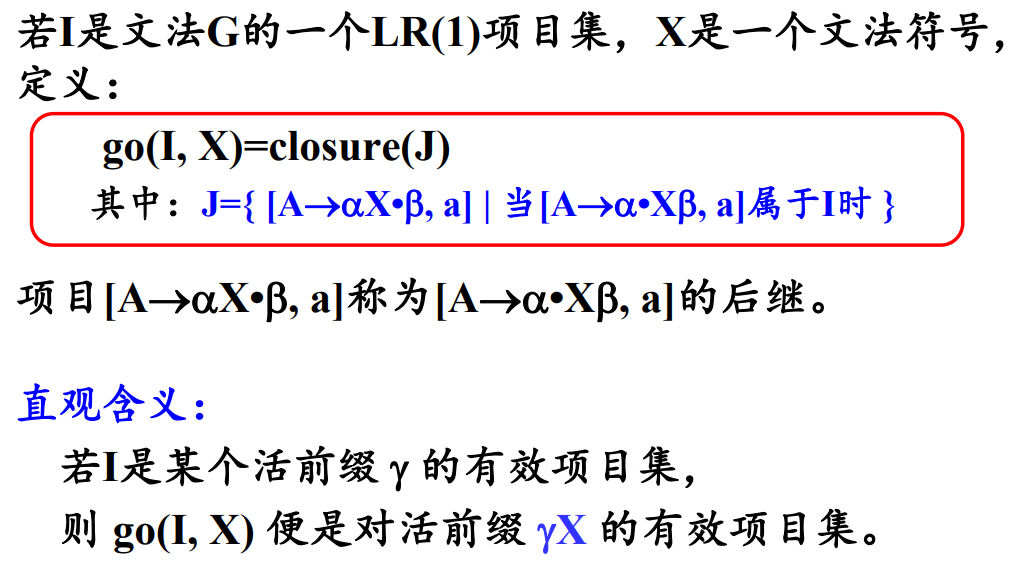 若I是文法G的一个LR(1)项目集，X是一个文法符号，
定义：
go(I, X)=closure(J)
其中：J={ [A→αX•β, a] | 当[A→α•Xβ, a]属于I时 }
项目[A→αX•β, a]称为[A→α•Xβ, a]的后继。
直观含义：
若I是某个活前缀 γ 的有效项目集，
则 go(I, X) 便是对活前缀 γX 的有效项目集。